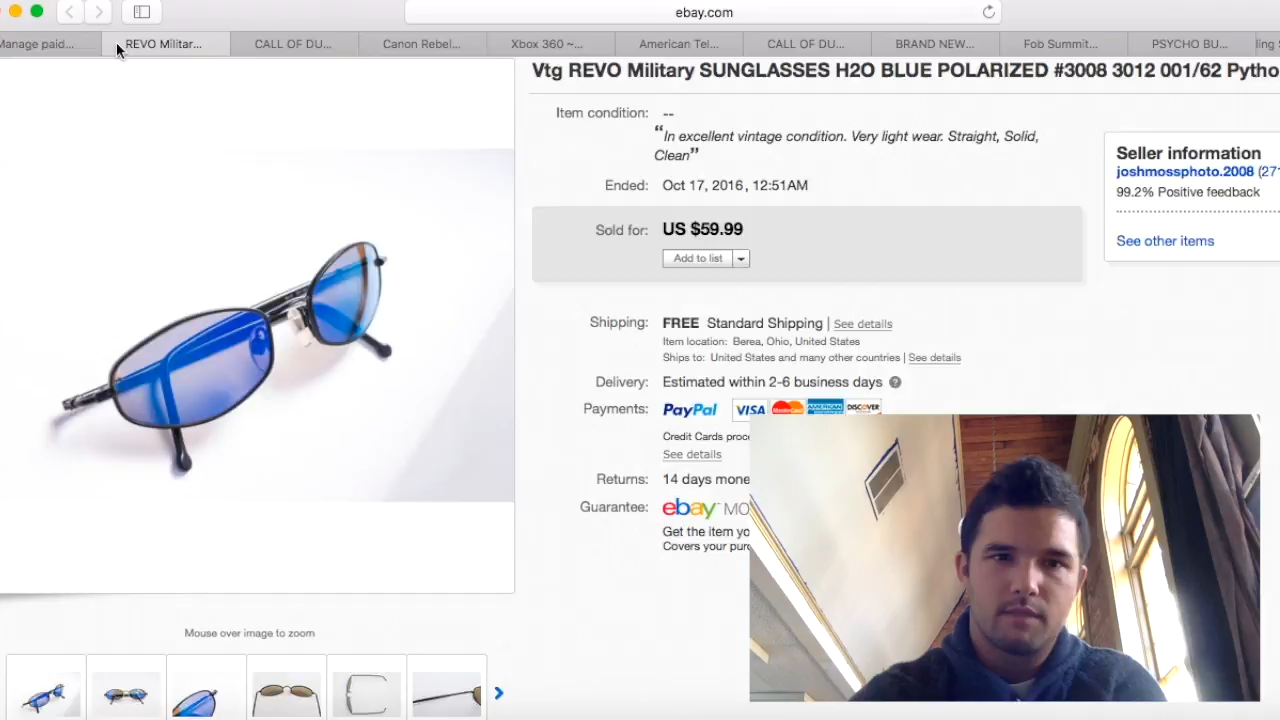 ebay.com
Manage paid...
REVO Militar...
CALL OF DU...
Canon Rebel...
Xbox 360 ~...
American Tel...
CALL OF DU...
BRAND NEW...
Fob Summit...
PSYCHO BU...
Vtg REVO Military SUNGLASSES H2O BLUE POLARIZED #3008 3012 001/62 Pytho
Item condition: --
“In excellent vintage condition. Very light wear. Straight, Solid,
Clean”
Ended: Oct 17, 2016 , 12:51AM
Sold for: US $59.99
Add to list
Seller information
joshmossphoto.2008 (271
99.2% Positive feedback
See other items
Shipping: FREE Standard Shipping | See details
Item location: Berea, Ohio, United States
Ships to: United States and many other countries | See details
Delivery: Estimated within 2-6 business days ?
Payments: PayPal VISA MasterCard AMERICAN EXPRESS DISCOVER
Credit Cards proc
See details
Returns: 14 days mone
Guarantee: ebay MO
Get the item yo
Covers your purc
Mouse over image to zoom